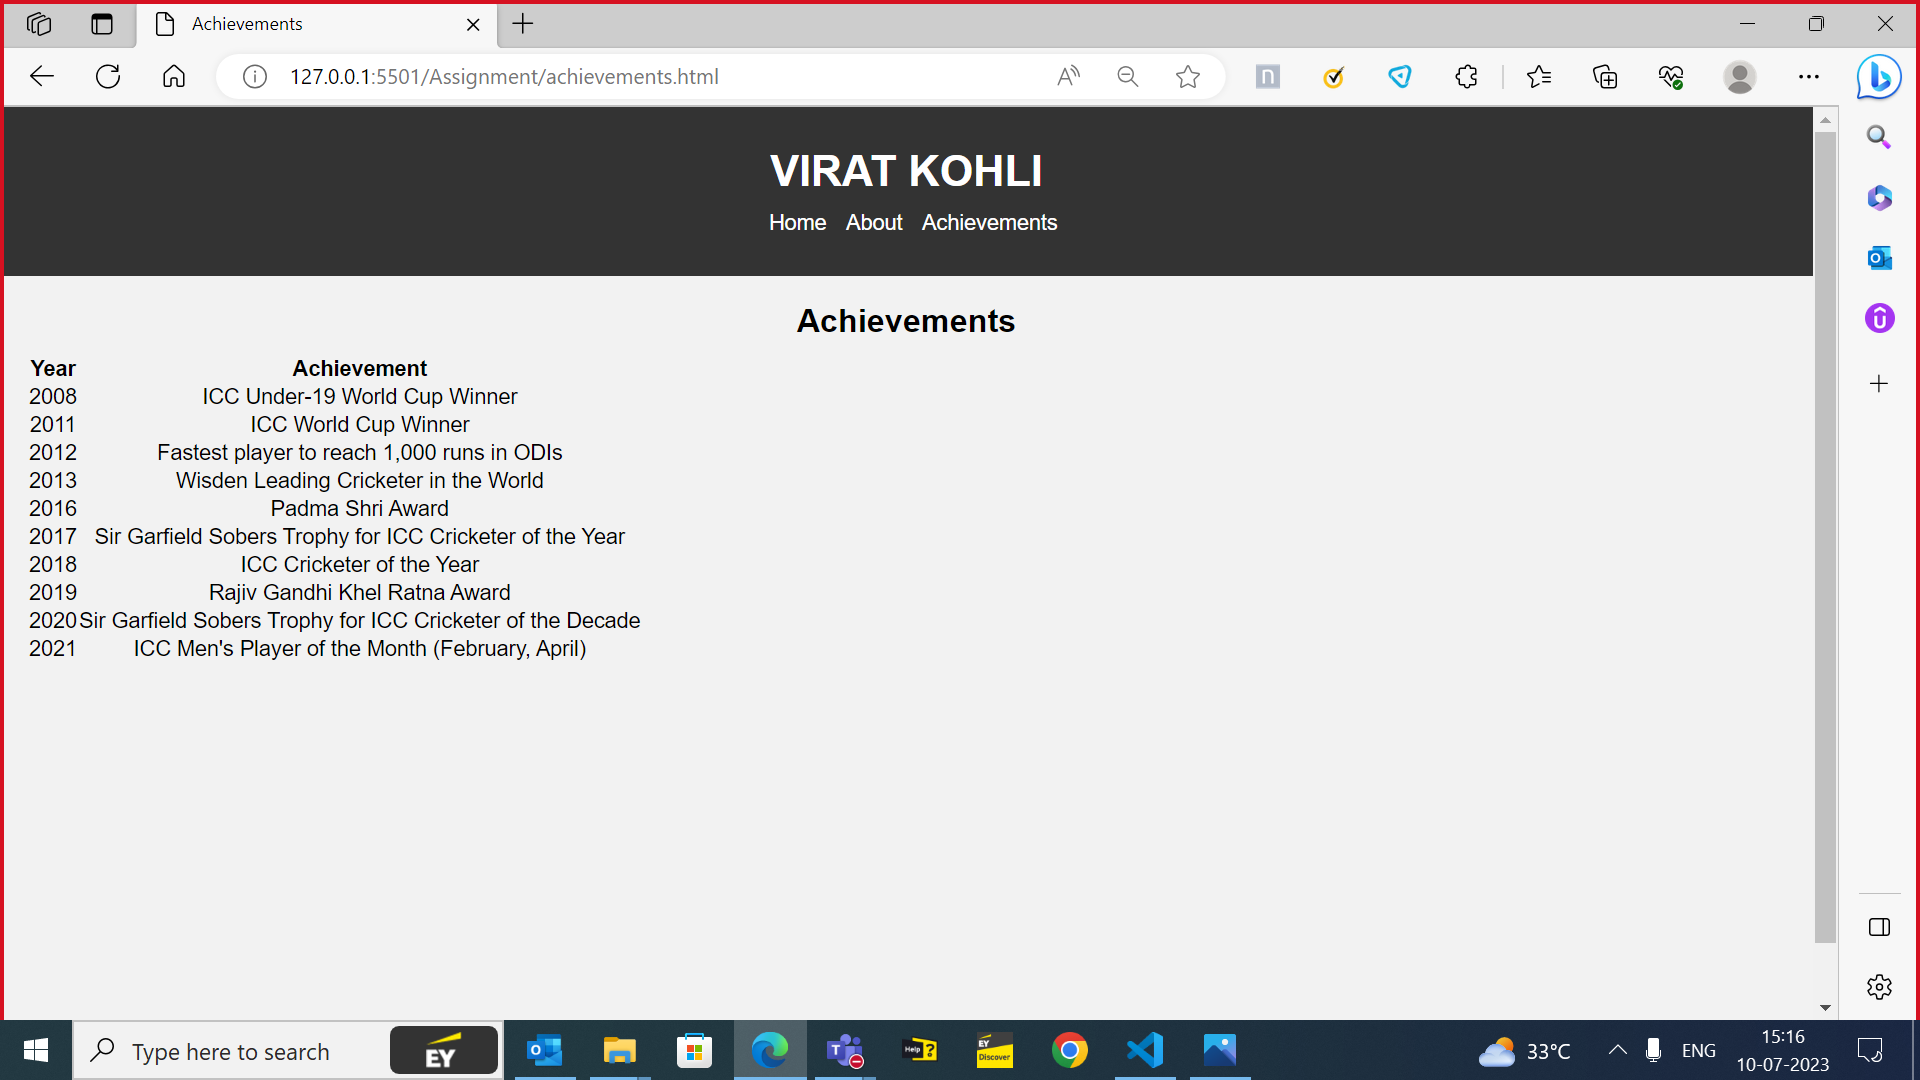 Achievements
127.0.0.1:5501/Assignment/achievements.html
VIRAT KOHLI
Home About Achievements
Achievements
Year Achievement
2008 ICC Under-19 World Cup Winner
2011 ICC World Cup Winner
2012 Fastest player to reach 1,000 runs in ODIs
2013 Wisden Leading Cricketer in the World
2016 Padma Shri Award
2017 Sir Garfield Sobers Trophy for ICC Cricketer of the Year
2018 ICC Cricketer of the Year
2019 Rajiv Gandhi Khel Ratna Award
2020 Sir Garfield Sobers Trophy for ICC Cricketer of the Decade
2021 ICC Men's Player of the Month (February, April)
Type here to search
EY
Help ?
EY
Discover
33°C
ENG
15:16
10-07-2023